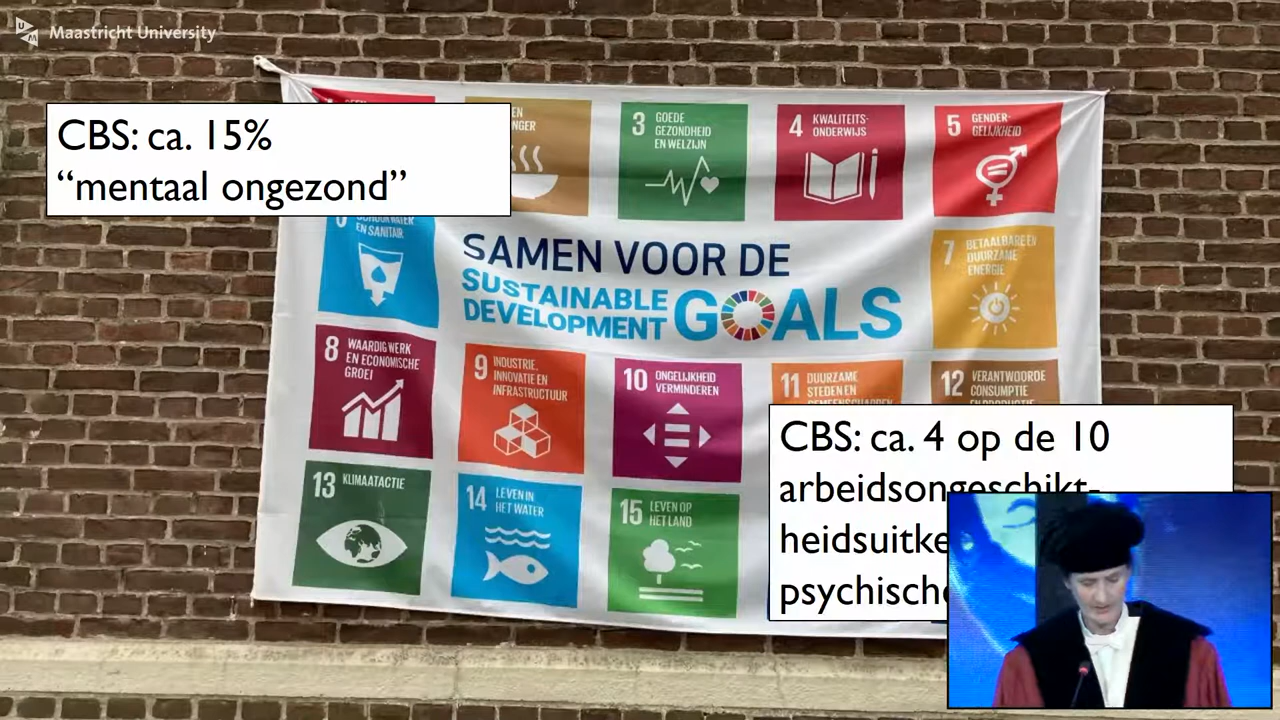 Maastricht University
CBS: ca. 15%
“mentaal ongezond”
3 GOEDE
GEZONDHEID
EN WELZIJN
4 KWALITEITS-
ONDERWIJS
5 GENDER-
GELIJKHEID
EN SANITAIR
SAMEN VOOR DE
SUSTAINABLE
DEVELOPMENT
GOALS
7 BETAALBARE EN
DUURZAME
ENERGIE
8 WAARDIG WERK
EN ECONOMISCHE
GROEI
9 INDUSTRIE,
INNOVATIE EN
INFRASTRUCTUUR
10 ONGELIJKHEID
VERMINDEREN
11 DUURZAME
STEDEN EN
12 VERANTWOORDE
CONSUMPTIE
CBS: ca. 4 op de 10
arbeidsongeschikt-
13 KLIMAATACTIE
14 LEVEN IN
HET WATER
15 LEVEN OP
HET LAND